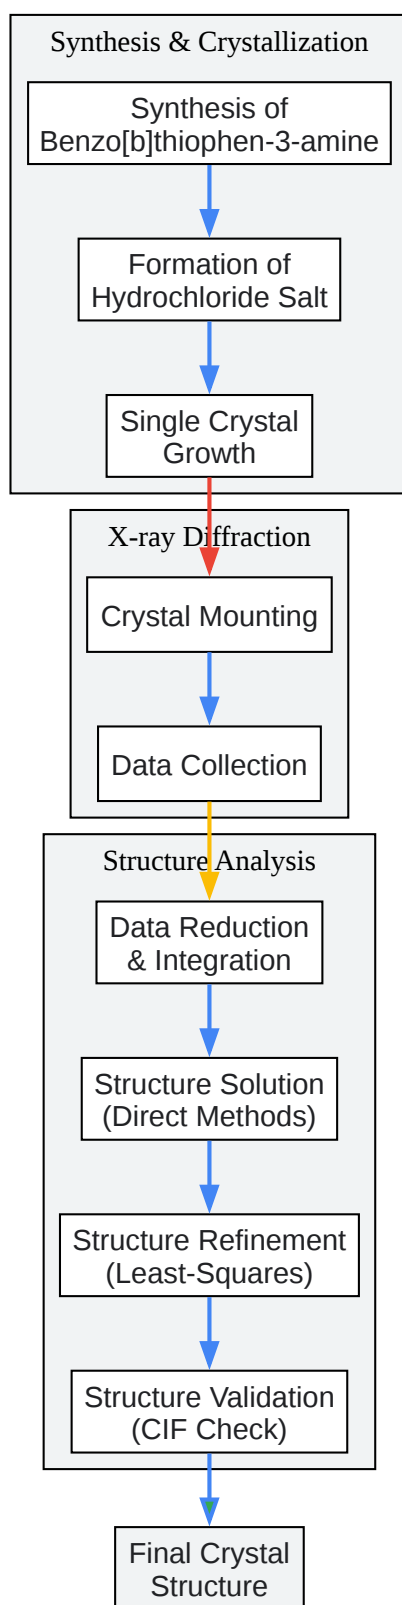 Synthesis & Crystallization
Synthesis of
Benzo[b]thiophen-3-amine
Formation of
Hydrochloride Salt
Single Crystal
Growth
X-ray Diffraction
Crystal Mounting
Data Collection
Structure Analysis
Data Reduction
& Integration
Structure Solution
(Direct Methods)
Structure Refinement
(Least-Squares)
Structure Validation
(CIF Check)
Final Crystal
Structure